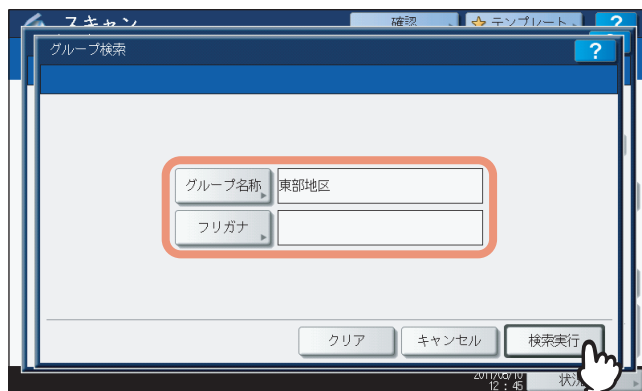 スキャン
確認
テンプレート
?
グループ検索
?
グループ名称
東部地区
フリガナ
クリア
キャンセル
検索実行
12 : 45